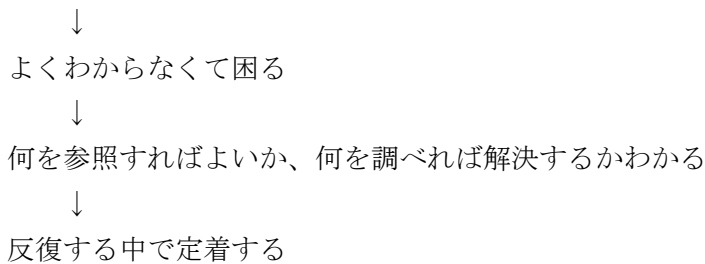 ↓
よくわからなくて困る
↓
何を参照すればよいか、何を調べれば解決するかわかる
↓
反復する中で定着する